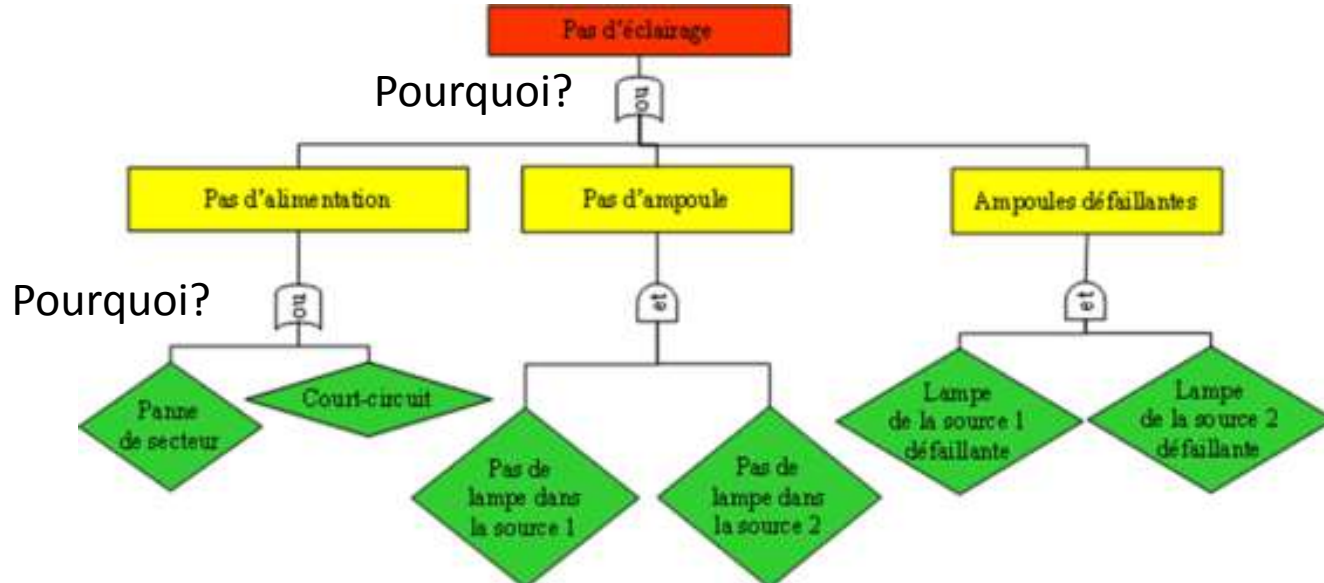 Pas d'éclairage
Pourquoi?
ou
Pas d'alimentation
Pas d'ampoule
Ampoules défaillantes
Pourquoi?
ou
et
et
Panne
de secteur
Court-circuit
Pas de
lampe dans
la source 1
Pas de
lampe dans
la source 2
Lampe
de la source 1
défaillante
Lampe
de la source 2
défaillante